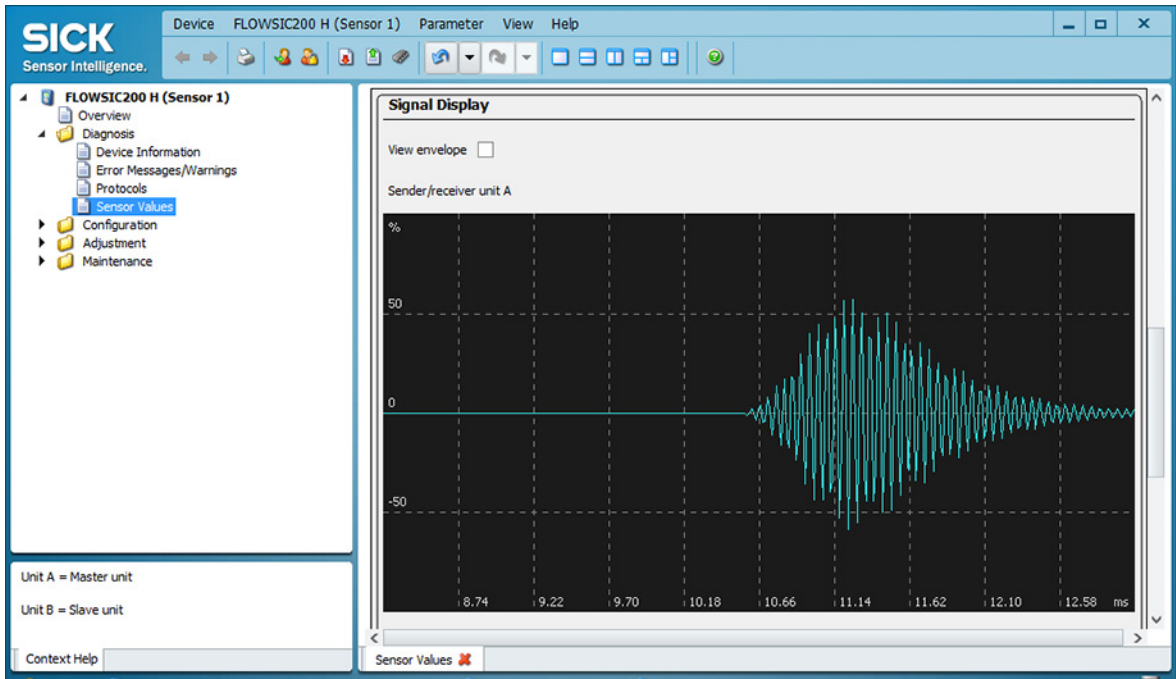 SICK
Sensor Intelligence.
Device FLOWSIC200 H (Sensor 1) Parameter View Help
FLOWSIC200 H (Sensor 1)
Overview
Diagnosis
Device Information
Error Messages/Warnings
Protocols
Sensor Values
Configuration
Adjustment
Maintenance
Unit A = Master unit
Unit B = Slave unit
Context Help
Signal Display
View envelope
Sender/receiver unit A
%
50
0
-50
8.74 9.22 9.70 10.18 10.66 11.14 11.62 12.10 12.58 ms
Sensor Values